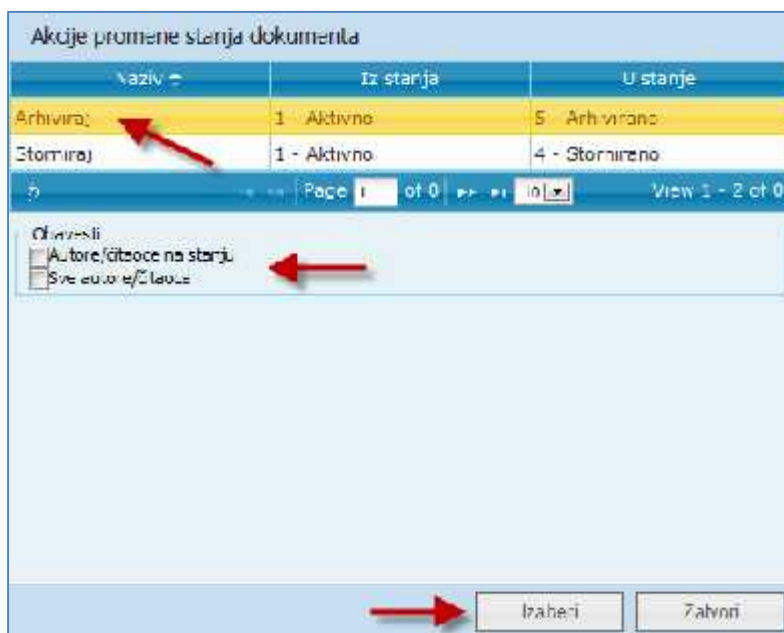 Akcije promene stanja dokumenta
Naziv Iz stanja U stanje
Arhiviraj 1 - Aktivno 5 - Arhivirano
Storniraj 1 - Aktivno 4 - Stornirano
Page of 0 10 View 1 - 2 of 0
Obavesti
Autore/čitaoce na stanju
Sve autore/čitaoce
Izaberi Zatvori